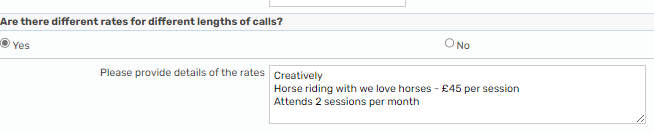 Are there different rates for different lengths of calls?
Yes
No
Please provide details of the rates
Creatively
Horse riding with we love horses - £45 per session
Attends 2 sessions per month